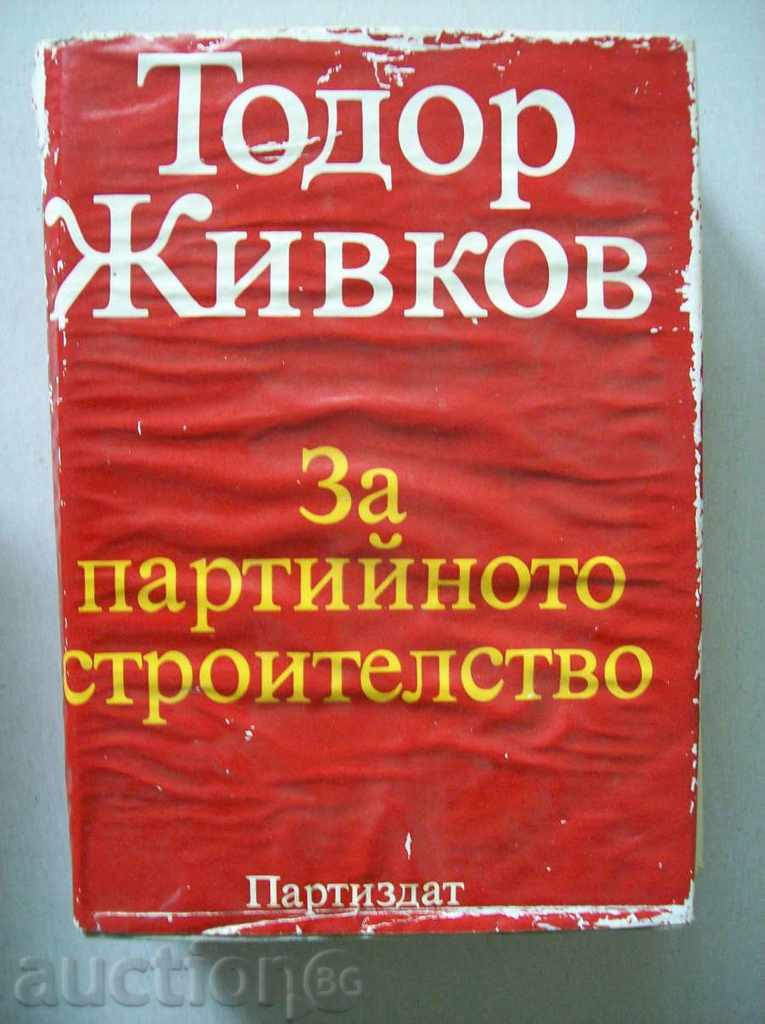 Тодор
Живков
За
партийното
строителство
Партиздат
auction BG